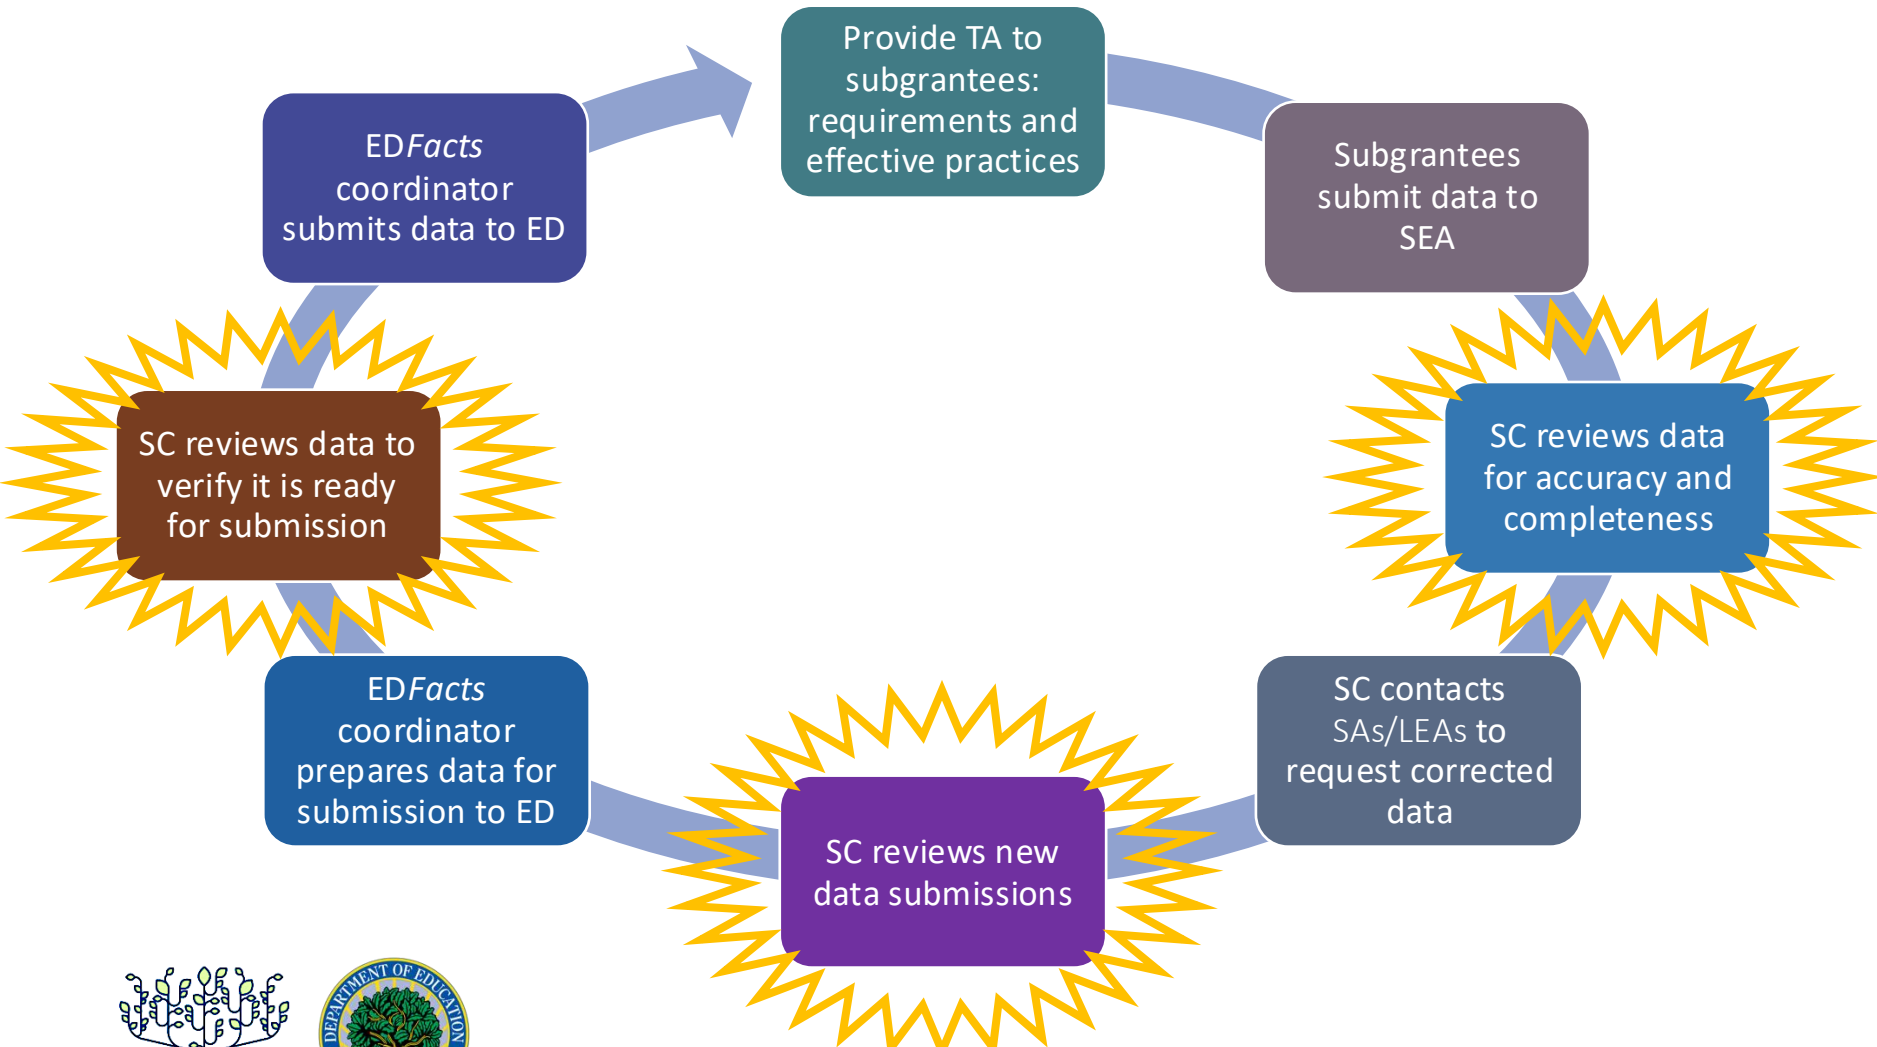 Provide TA to
subgrantees:
requirements and
effective practices
Subgrantees
submit data to
SEA
SC reviews data
for accuracy and
completeness
SC contacts
SAs/LEAs to
request corrected
data
SC reviews new
data submissions
EDFacts
coordinator
prepares data for
submission to ED
SC reviews data to
verify it is ready
for submission
EDFacts
coordinator
submits data to ED
DEPARTMENT OF EDUCATION